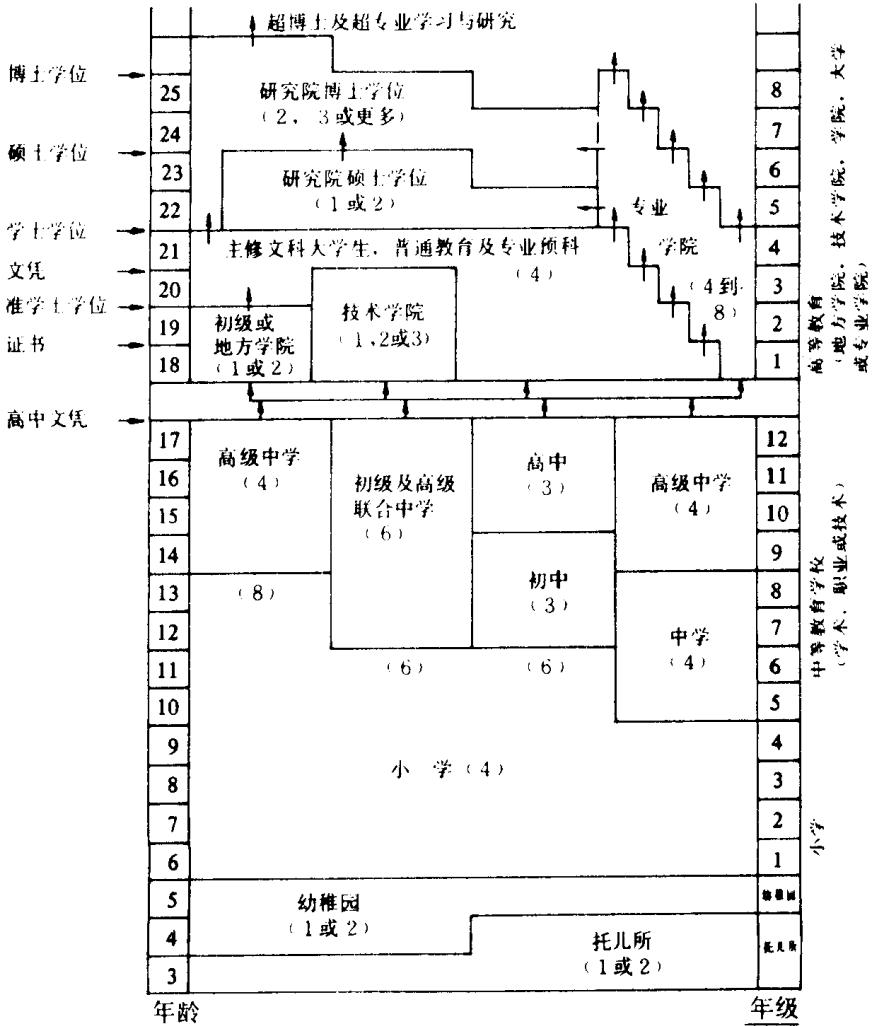 超博士及超专业学习与研究
博士学位
25
研究院博士学位
8
(2，3或更多)
24
7
硕士学位
23
研究院硕士学位
6
(1或2)
22
专业
5
学士学位
21
主修文科大学生，普通教育及专业预科
学院
4
文凭
(4)
20
(4到8)
3
准学士学位
19
初级或
地方学院
(1或2)
技术学院
(1、2或3)
2
证书
18
1
高等教育
(地方学院，技术学院，学院，大学
或专业学院)
高中文凭
17
高级中学
(4)
初级及高级
联合中学
(6)
高中
(3)
高级中学
(4)
12
16
11
15
10
14
9
13
(8)
初中
(3)
8
12
7
11
(6)
(6)
中学
(4)
6
10
5
中等教育学校
(学术、职业或技术)
9
4
8
小 学(4)
3
7
2
6
1
小学
5
幼稚园
(1或2)
幼稚园
4
托儿所
(1或2)
托儿所
3
年龄
年级